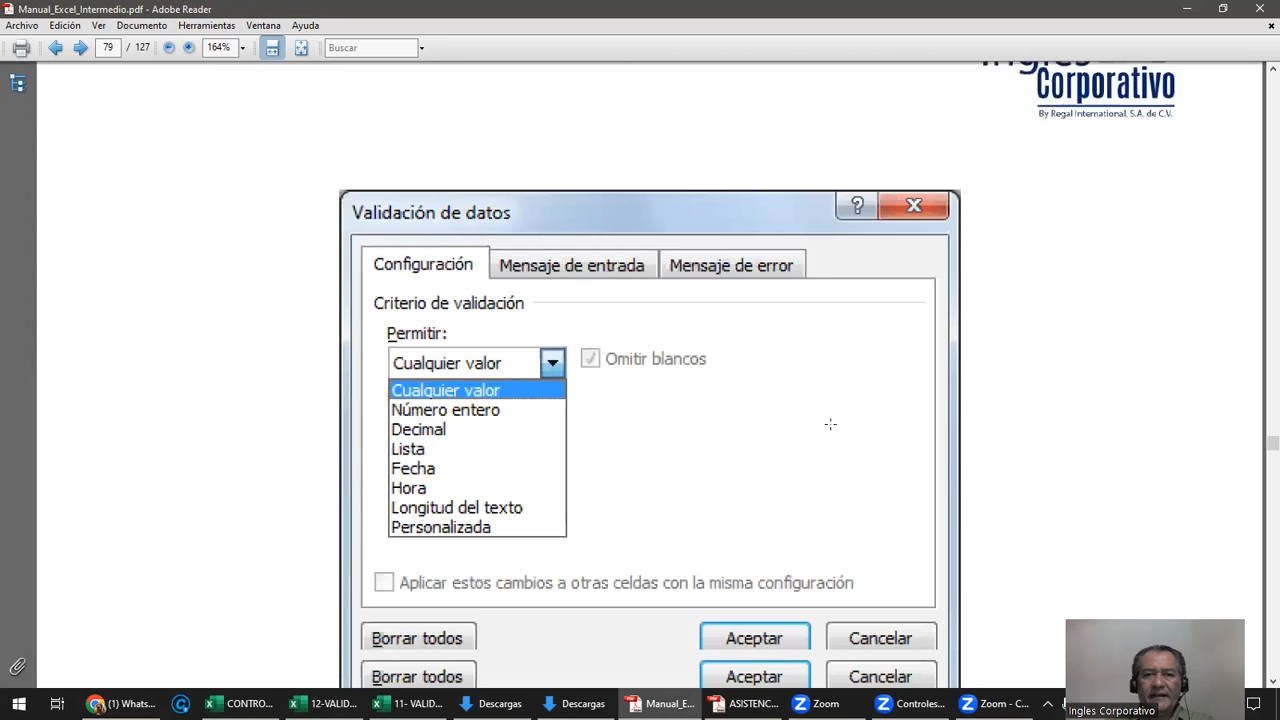 Manual_Excel_Intermedio.pdf - Adobe Reader
Archivo Edición Ver Documento Herramientas Ventana Ayuda
79 / 127 164% Buscar
Corporativo
By Regal International, S.A. de C.V.
Validación de datos
Configuración Mensaje de entrada Mensaje de error
Criterio de validación
Permitir:
Cualquier valor Omitir blancos
Cualquier valor
Número entero
Decimal
Lista
Fecha
Hora
Longitud del texto
Personalizada
Aplicar estos cambios a otras celdas con la misma configuración
Borrar todos Aceptar Cancelar
Borrar todos Aceptar Cancelar
Ingles Corporativo
(1) Whats... CONTRO... 12-VALID... 11- VALID... Descargas Descargas Manual_E... ASISTENC... Zoom Controles... Zoom - C...